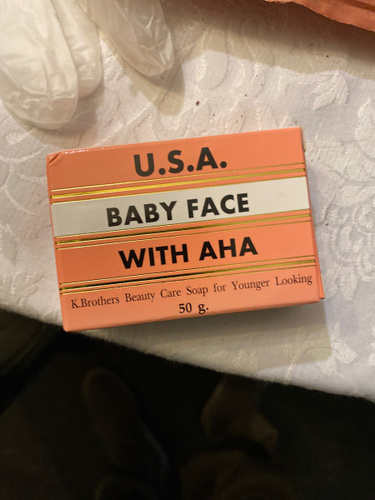 U.S.A.
BABY FACE
WITH AHA
K.Brothers Beauty Care Soap for Younger Looking
50 g.